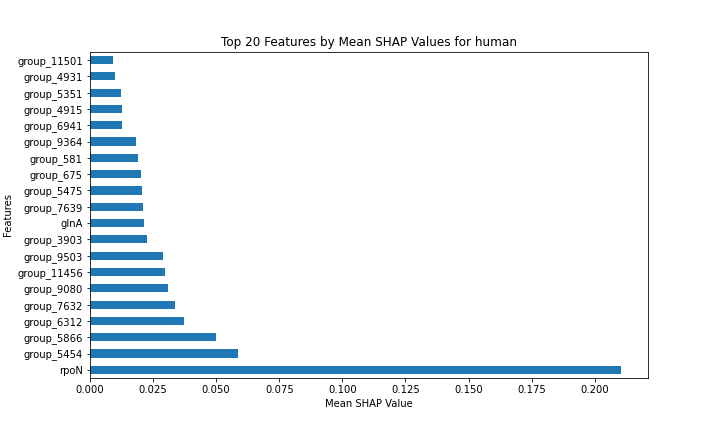 Top 20 Features by Mean SHAP Values for human
Features
group_11501
group_4931
group_5351
group_4915
group_6941
group_9364
group_581
group_675
group_5475
group_7639
glnA
group_3903
group_9503
group_11456
group_9080
group_7632
group_6312
group_5866
group_5454
rpoN
0.000 0.025 0.050 0.075 0.100 0.125 0.150 0.175 0.200
Mean SHAP Value